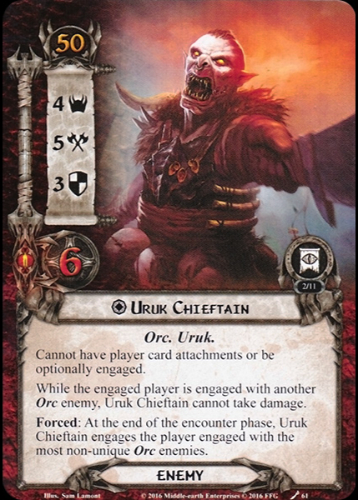 50
4
5
3
6
2/11
Uruk Chieftain
Orc. Uruk.
Cannot have player card attachments or be
optionally engaged.
While the engaged player is engaged with another
Orc enemy, Uruk Chieftain cannot take damage.
Forced: At the end of the encounter phase, Uruk
Chieftain engages the player engaged with the
most non-unique Orc enemies.
ENEMY
Illus. Sam Lamont
© 2016 Middle-earth Enterprises © 2016 FFG
61